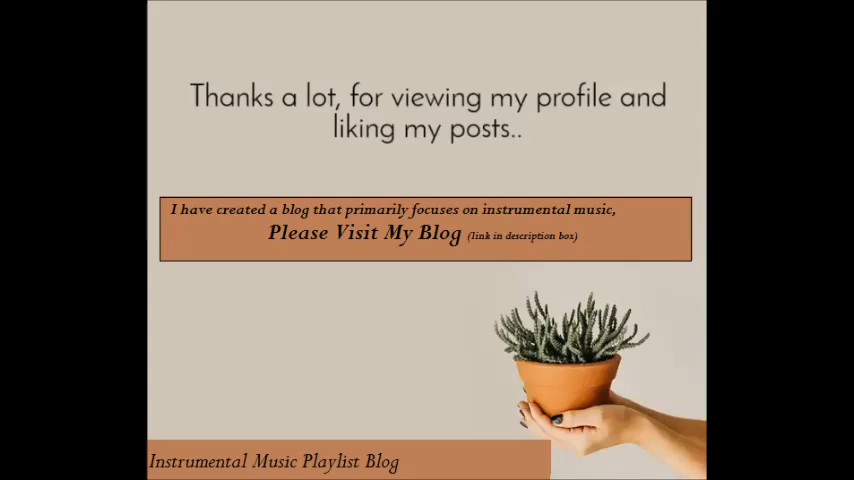 Thanks a lot, for viewing my profile and
liking my posts..
I have created a blog that primarily focuses on instrumental music,
Please Visit My Blog (link in description box)
Instrumental Music Playlist Blog